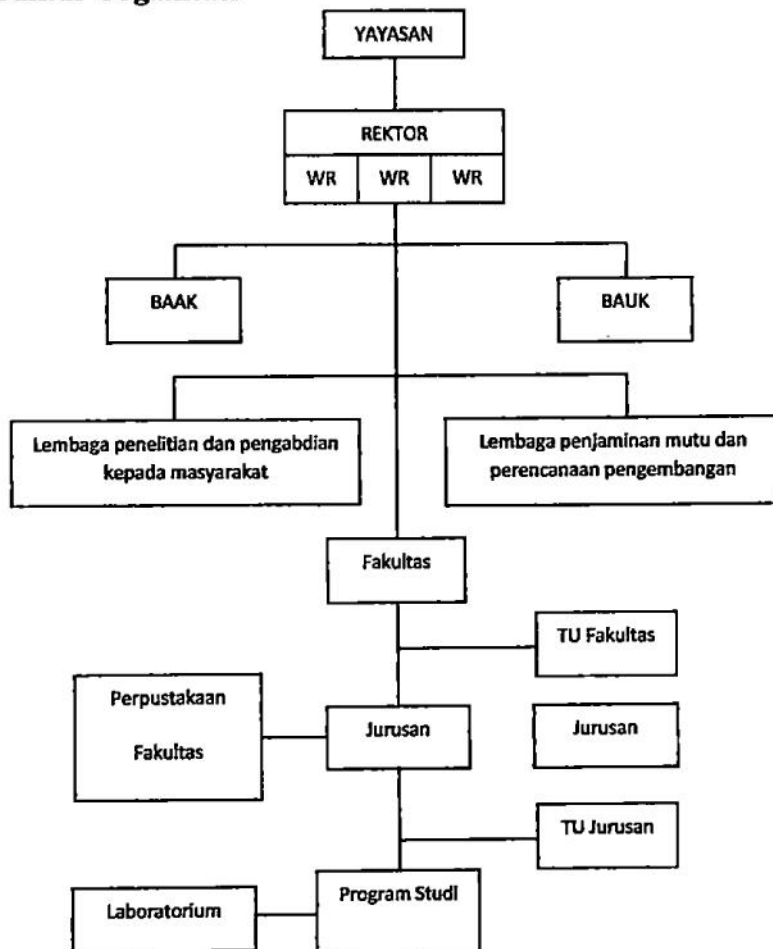 YAYASAN
REKTOR
WR WR WR
BAAK
BAUK
Lembaga penelitian dan pengabdian
kepada masyarakat
Lembaga penjaminan mutu dan
perencanaan pengembangan
Fakultas
TU Fakultas
Perpustakaan
Fakultas
Jurusan
Jurusan
TU Jurusan
Program Studi
Laboratorium